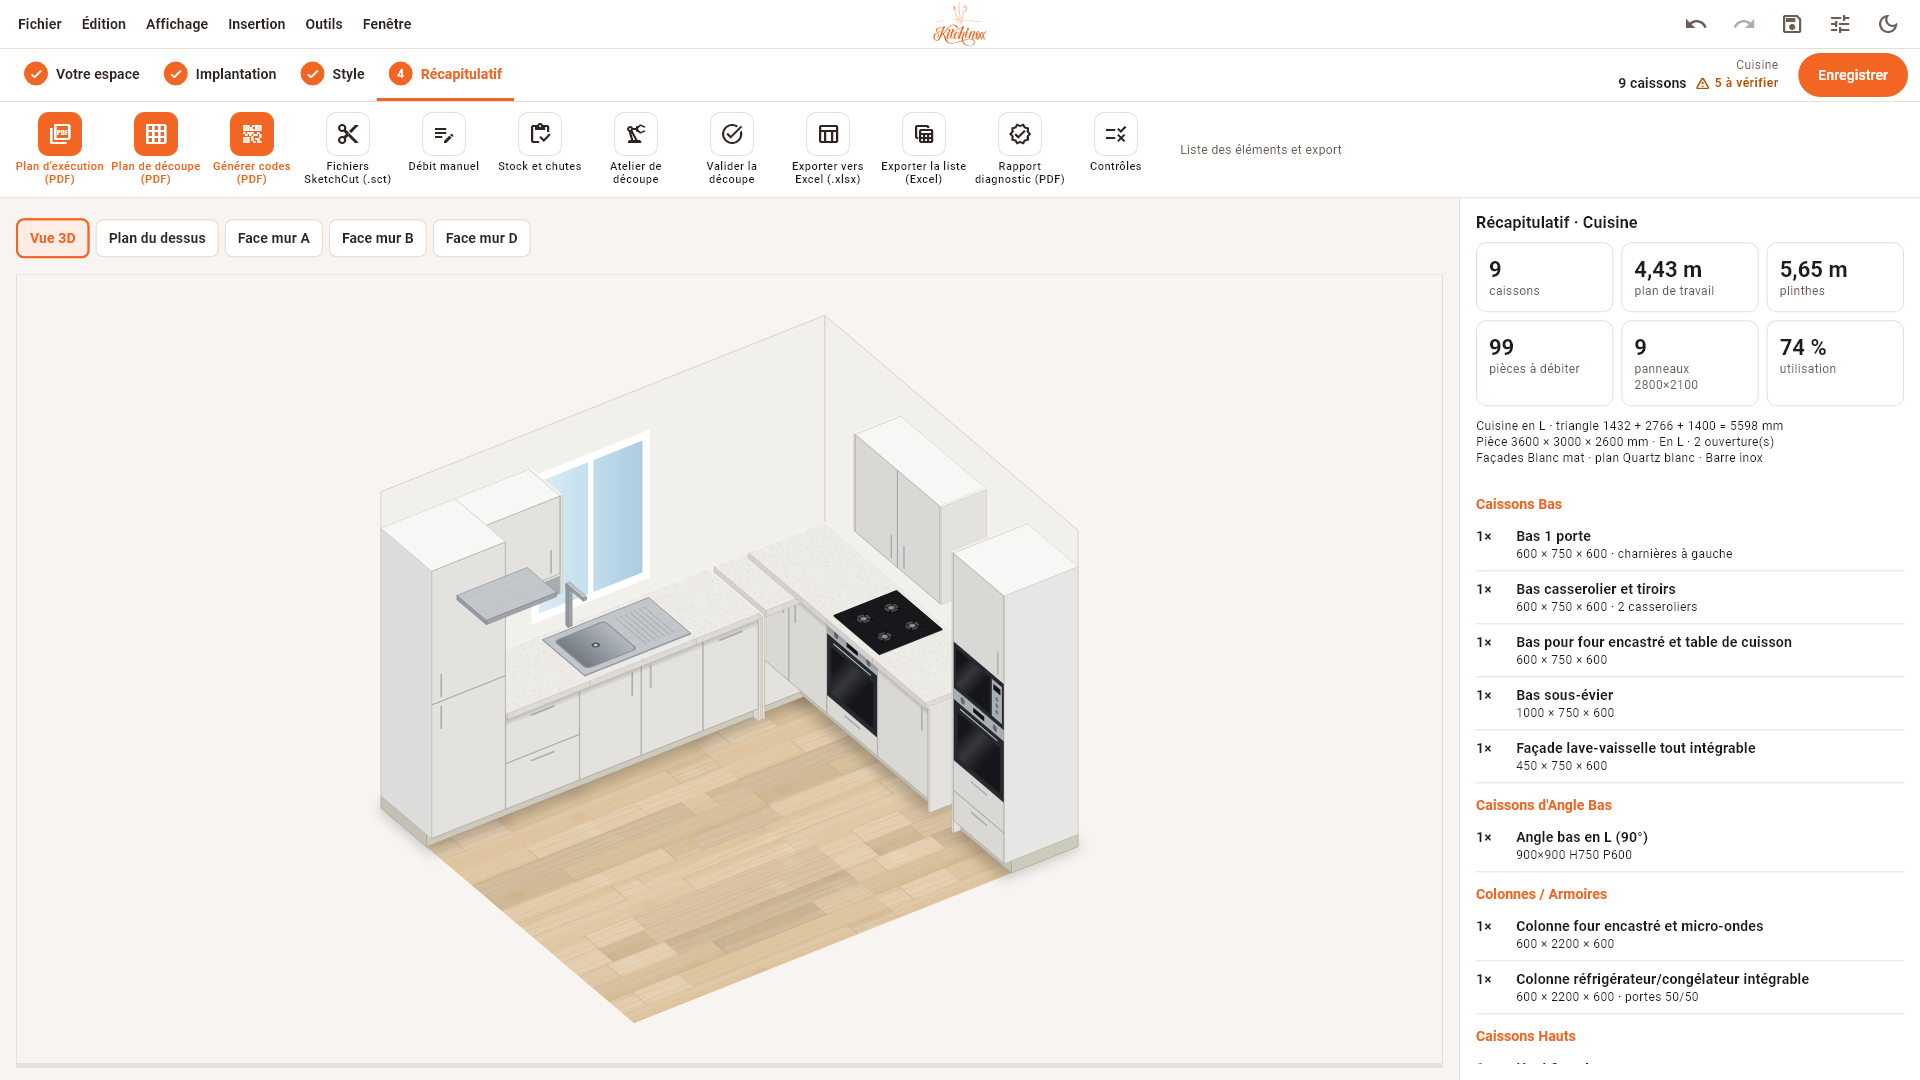 Fichier Édition Affichage Insertion Outils Fenêtre
Kitchinox
Votre espace Implantation Style 4 Récapitulatif
Cuisine
9 caissons 5 à vérifier
Enregistrer
Plan d'exécution (PDF)
Plan de découpe (PDF)
Générer codes (PDF)
Fichiers SketchCut (.sct)
Débit manuel
Stock et chutes
Atelier de découpe
Valider la découpe
Exporter vers Excel (.xlsx)
Exporter la liste (Excel)
Rapport diagnostic (PDF)
Contrôles
Liste des éléments et export
Vue 3D Plan du dessus Face mur A Face mur B Face mur D
Récapitulatif · Cuisine
9
caissons
4,43 m
plan de travail
5,65 m
plinthes
99
pièces à débiter
9
panneaux
2800×2100
74 %
utilisation
Cuisine en L · triangle 1432 + 2766 + 1400 = 5598 mm
Pièce 3600 × 3000 × 2600 mm · En L · 2 ouverture(s)
Façades Blanc mat · plan Quartz blanc · Barre inox
Caissons Bas
1× Bas 1 porte
600 × 750 × 600 · charnières à gauche
1× Bas casserolier et tiroirs
600 × 750 × 600 · 2 casseroliers
1× Bas pour four encastré et table de cuisson
600 × 750 × 600
1× Bas sous-évier
1000 × 750 × 600
1× Façade lave-vaisselle tout intégrable
450 × 750 × 600
Caissons d'Angle Bas
1× Angle bas en L (90°)
900×900 H750 P600
Colonnes / Armoires
1× Colonne four encastré et micro-ondes
600 × 2200 × 600
1× Colonne réfrigérateur/congélateur intégrable
600 × 2200 × 600 · portes 50/50
Caissons Hauts